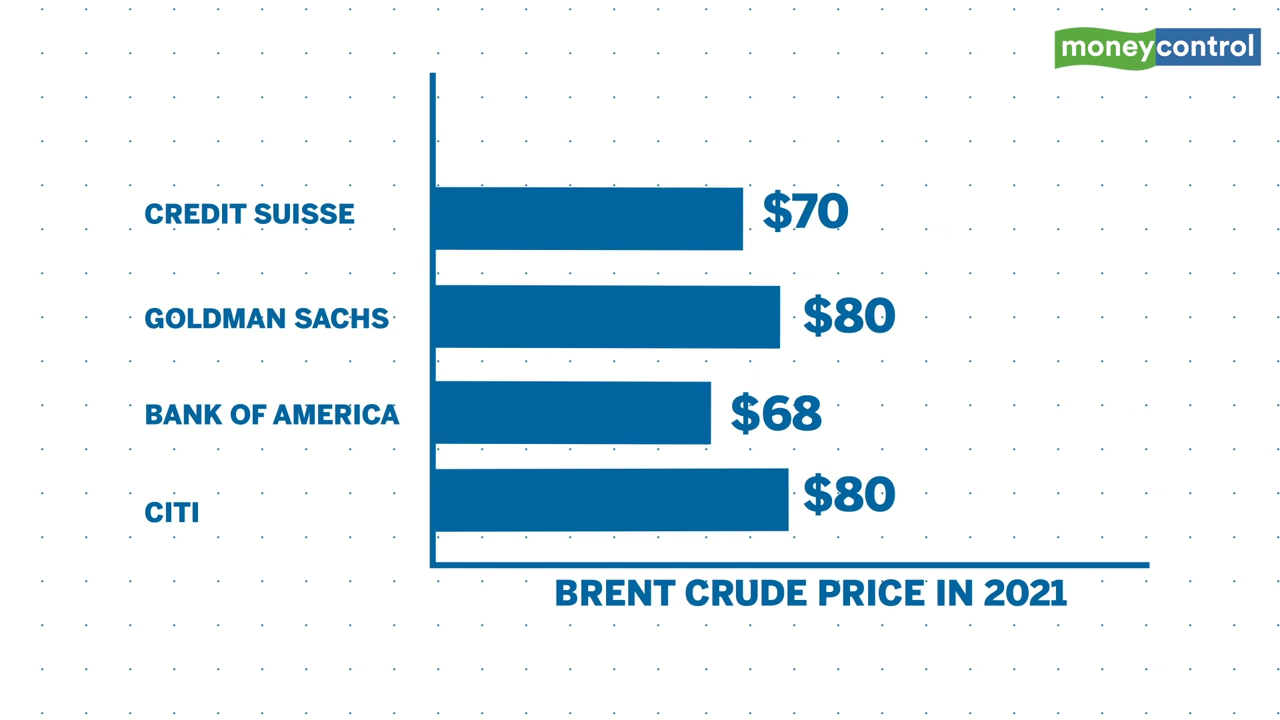 moneycontrol
CREDIT SUISSE $70
GOLDMAN SACHS $80
BANK OF AMERICA $68
CITI $80
BRENT CRUDE PRICE IN 2021